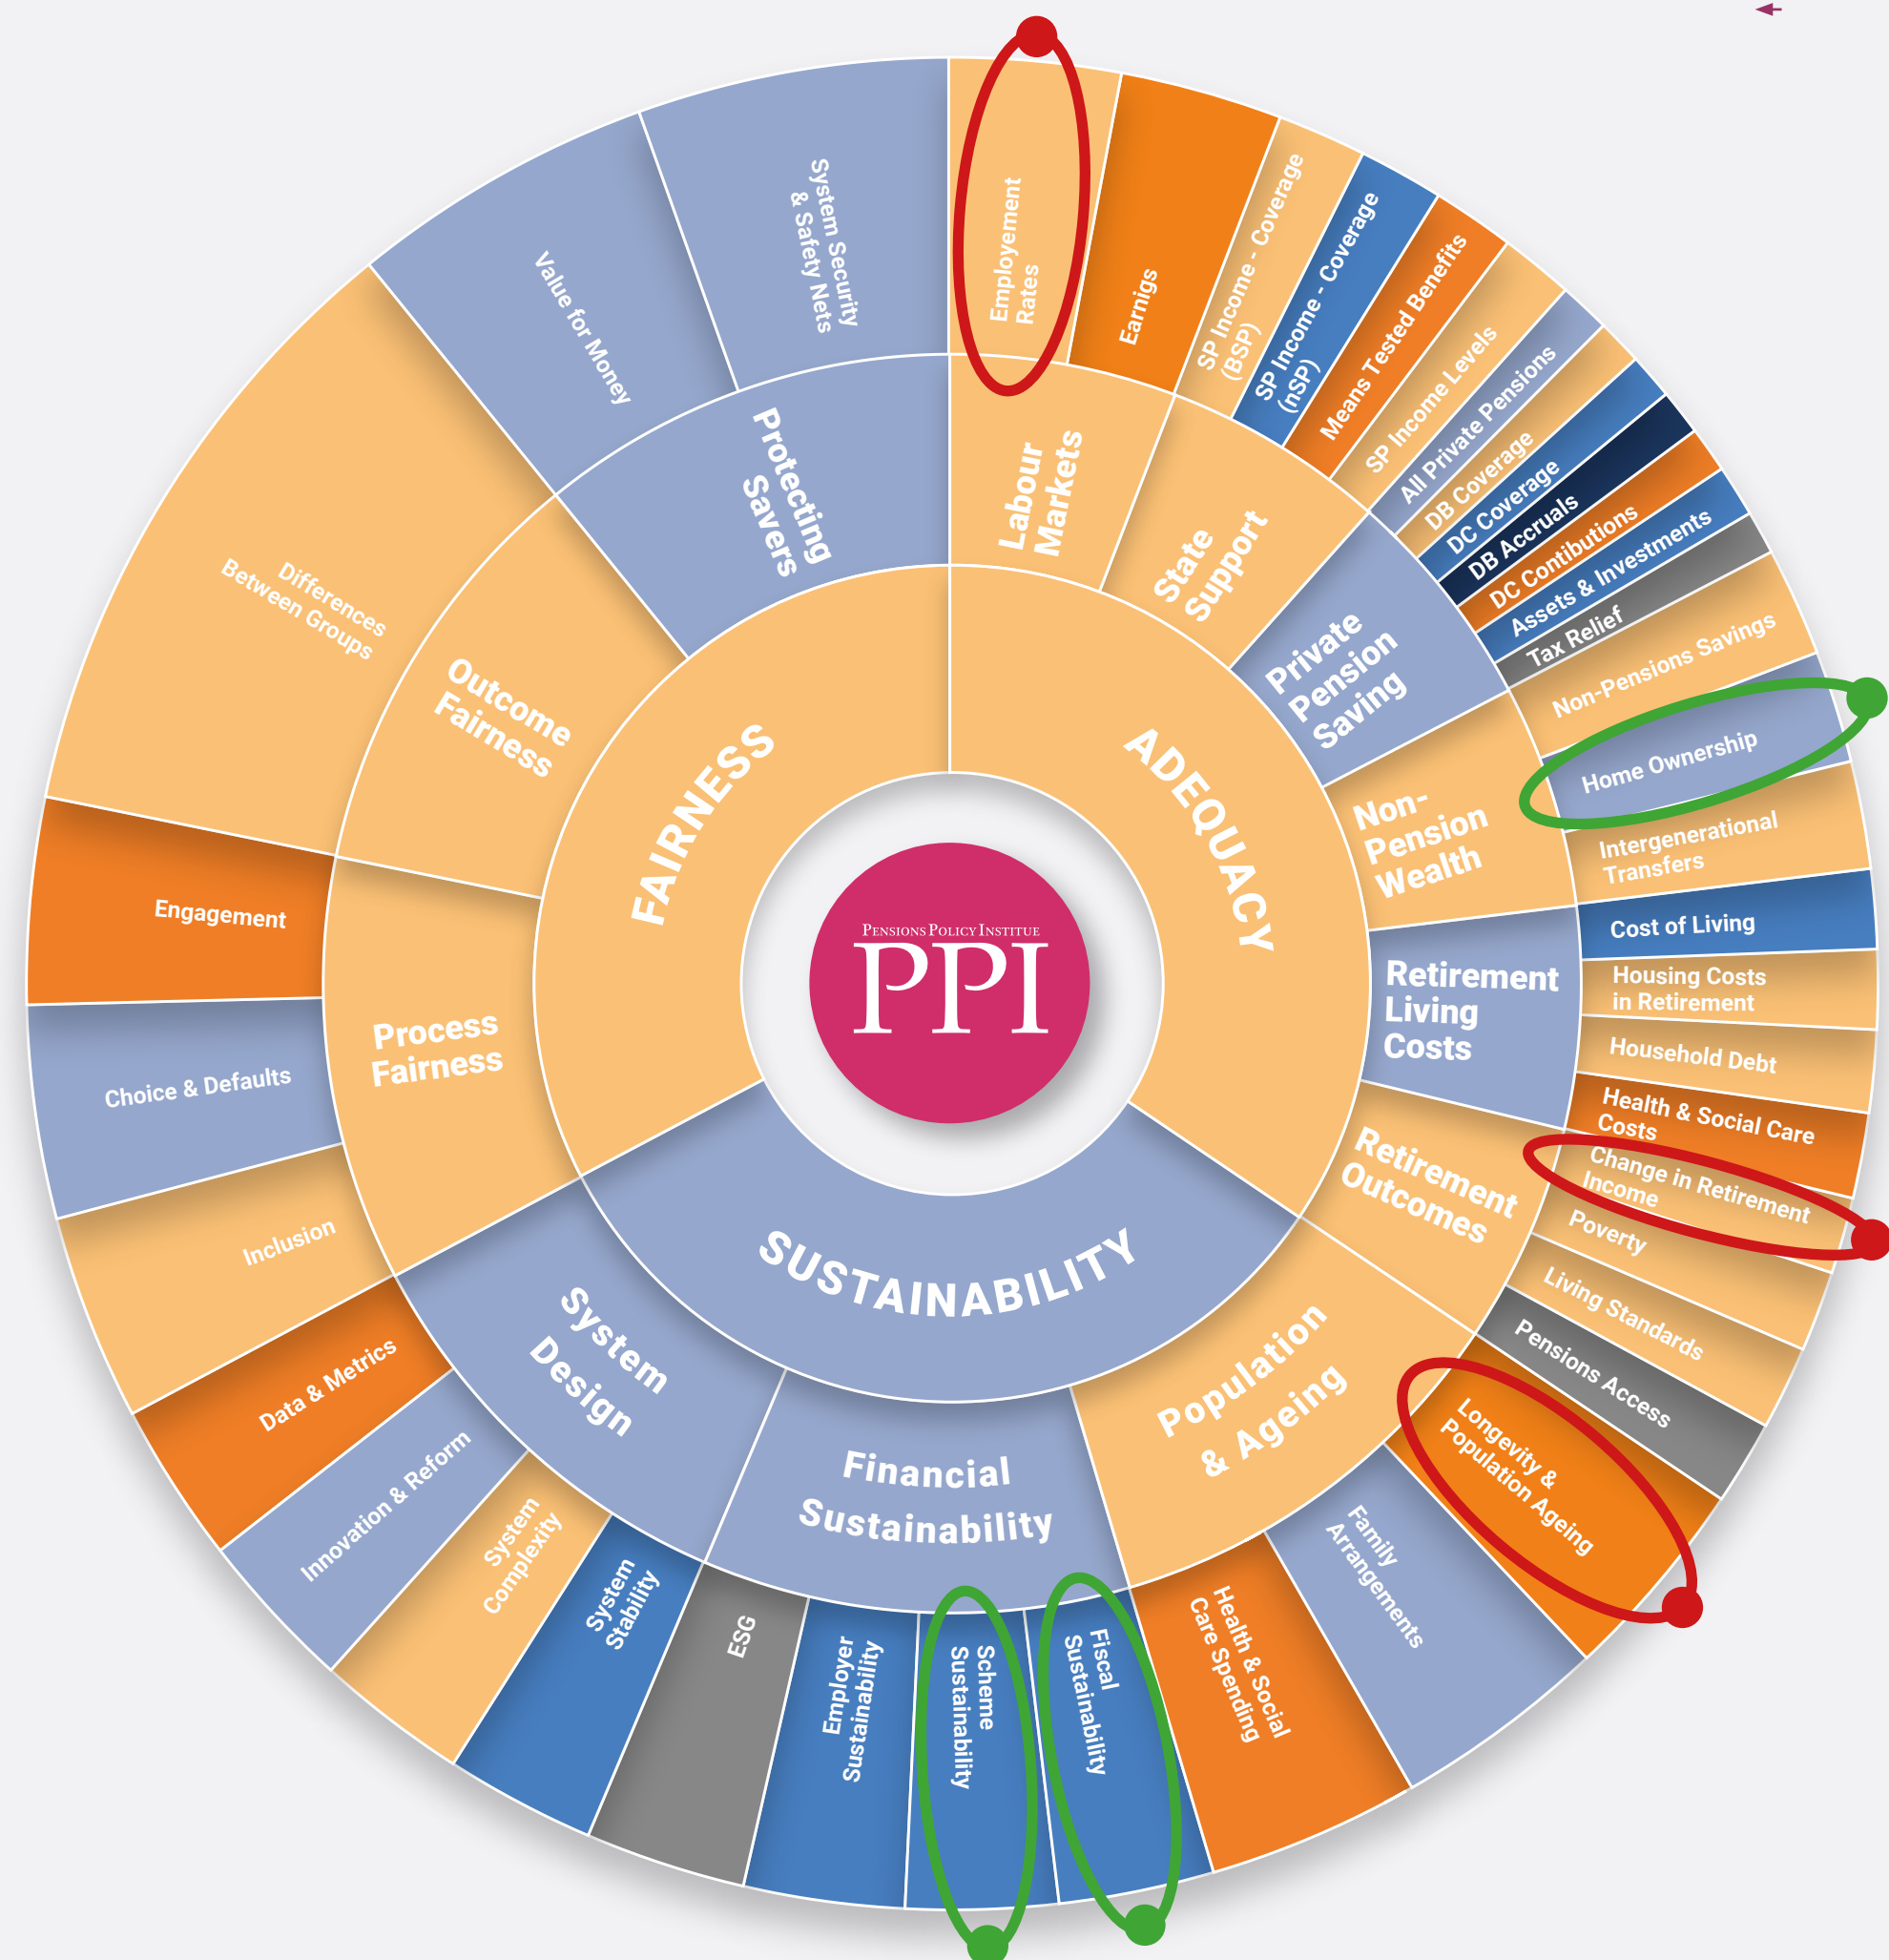 PENSIONS POLICY INSTITUE
PPI
FAIRNESS
ADEQUACY
SUSTAINABILITY
Labour
Markets
State
Support
Private
Pension
Saving
Non-
Pension
Wealth
Retirement
Living
Costs
Retirement
Outcomes
Population
& Ageing
Financial
Sustainability
System
Design
Process
Fairness
Outcome
Fairness
Protecting
Savers
Employement
Rates
Earnigs
SP Income - Coverage
(BSP)
SP Income - Coverage
(nSP)
Means Tested Benefits
SP Income Levels
All Private Pensions
DB Coverage
DC Coverage
DB Accruals
DC Contibutions
Assets & Investments
Tax Relief
Non-Pensions Savings
Home Ownership
Intergenerational
Transfers
Cost of Living
Housing Costs
in Retirement
Household Debt
Health & Social Care
Costs
Change in Retirement
Income
Poverty
Living Standards
Pensions Access
Longevity &
Population Ageing
Family
Arrangements
Health & Social
Care Spending
Fiscal
Sustainability
Scheme
Sustainability
Employer
Sustainability
ESG
System
Stability
System
Complexity
Innovation & Reform
Data & Metrics
Inclusion
Choice & Defaults
Engagement
Differences
Between Groups
Value for Money
System Security
& Safety Nets